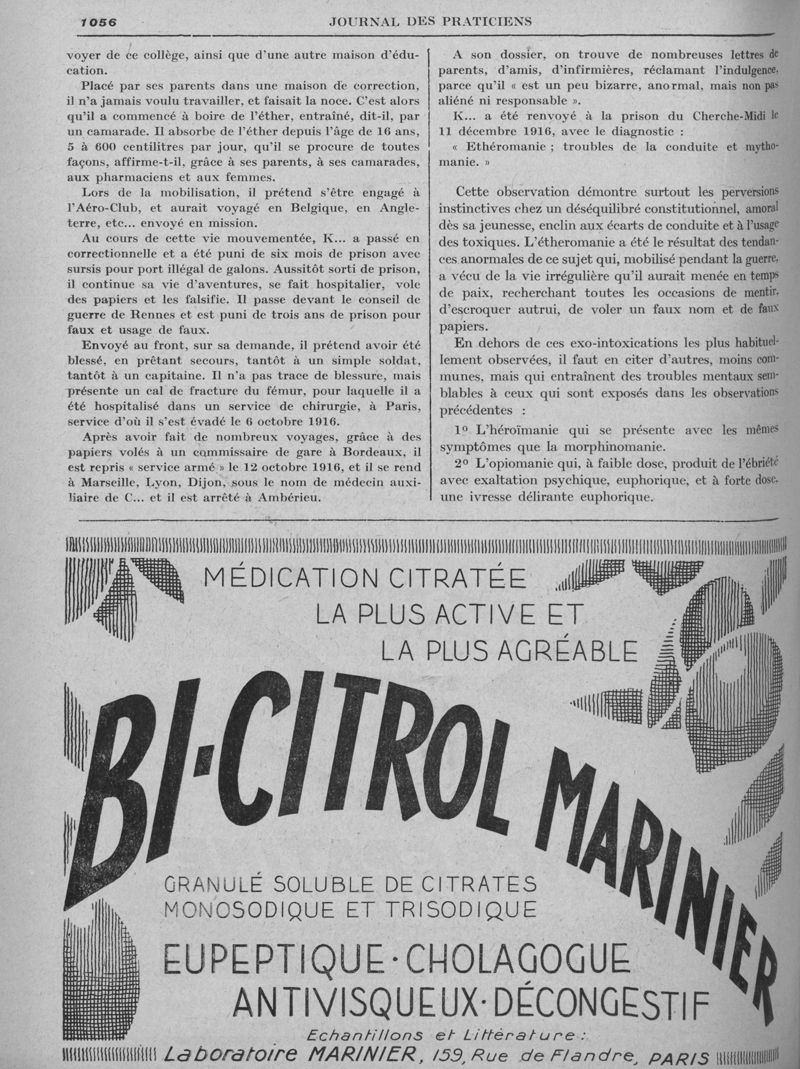 1056
JOURNAL DES PRATICIENS
voyer de ce collège, ainsi que d'une autre maison d'édu-
cation.
Placé par ses parents dans une maison de correction,
il n'a jamais voulu travailler, et faisait la noce. C'est alors
qu'il a commencé à boire de l'éther, entraîné, dit-il, par
un camarade. Il absorbe de l'éther depuis l'âge de 16 ans,
5 à 600 centilitres par jour, qu'il se procure de toutes
façons, affirme-t-il, grâce à ses parents, à ses camarades,
aux pharmaciens et aux femmes.
Lors de la mobilisation, il prétend s'être engagé à
l'Aéro-Club, et aurait voyagé en Belgique, en Angle-
terre, etc... envoyé en mission.
Au cours de cette vie mouvementée, K... a passé en
correctionnelle et a été puni de six mois de prison avec
sursis pour port illégal de galons. Aussitôt sorti de prison,
il continue sa vie d'aventures, se fait hospitalier, vole
des papiers et les falsifie. Il passe devant le conseil de
guerre de Rennes et est puni de trois ans de prison pour
faux et usage de faux.
Envoyé au front, sur sa demande, il prétend avoir été
blessé, en prêtant secours, tantôt à un simple soldat,
tantôt à un capitaine. Il n'a pas trace de blessure, mais
présente un cal de fracture du fémur, pour laquelle il a
été hospitalisé dans un service de chirurgie, à Paris,
service d'où il s'est évadé le 6 octobre 1916.
Après avoir fait de nombreux voyages, grâce à des
papiers volés à un commissaire de gare à Bordeaux, il
est repris « service armé » le 12 octobre 1916, et il se rend
à Marseille, Lyon, Dijon, sous le nom de médecin auxi-
liaire de C... et il est arrêté à Ambérieu.
A son dossier, on trouve de nombreuses lettres de
parents, d'amis, d'infirmières, réclamant l'indulgence,
parce qu'il « est un peu bizarre, anormal, mais non pas
aliéné ni responsable ».
K... a été renvoyé à la prison du Cherche-Midi le
11 décembre 1916, avec le diagnostic :
« Ethéromanie ; troubles de la conduite et mytho-
manie. »
Cette observation démontre surtout les perversions
instinctives chez un déséquilibré constitutionnel, amoral
dès sa jeunesse, enclin aux écarts de conduite et à l'usage
des toxiques. L'étheromanie a été le résultat des tendan-
ces anormales de ce sujet qui, mobilisé pendant la guerre,
a vécu de la vie irrégulière qu'il aurait menée en temps
de paix, recherchant toutes les occasions de mentir,
d'escroquer autrui, de voler un faux nom et de faux
papiers.
En dehors de ces exo-intoxications les plus habituel-
lement observées, il faut en citer d'autres, moins com-
munes, mais qui entraînent des troubles mentaux sem-
blables à ceux qui sont exposés dans les observations
précédentes :
1º L'héroïmanie qui se présente avec les mêmes
symptômes que la morphinomanie.
2º L'opiomanie qui, à faible dose, produit de l'ébriété
avec exaltation psychique, euphorique, et à forte dose,
une ivresse délirante euphorique.
MÉDICATION CITRATÉE
LA PLUS ACTIVE ET
LA PLUS AGRÉABLE
BI-CITROL MARINIER
GRANULÉ SOLUBLE DE CITRATES
MONOSODIQUE ET TRISODIQUE
EUPEPTIQUE · CHOLAGOGUE
ANTIVISQUEUX · DÉCONGESTIF
Echantillons et Littérature :
Laboratoire MARINIER, 159, Rue de Flandre, PARIS